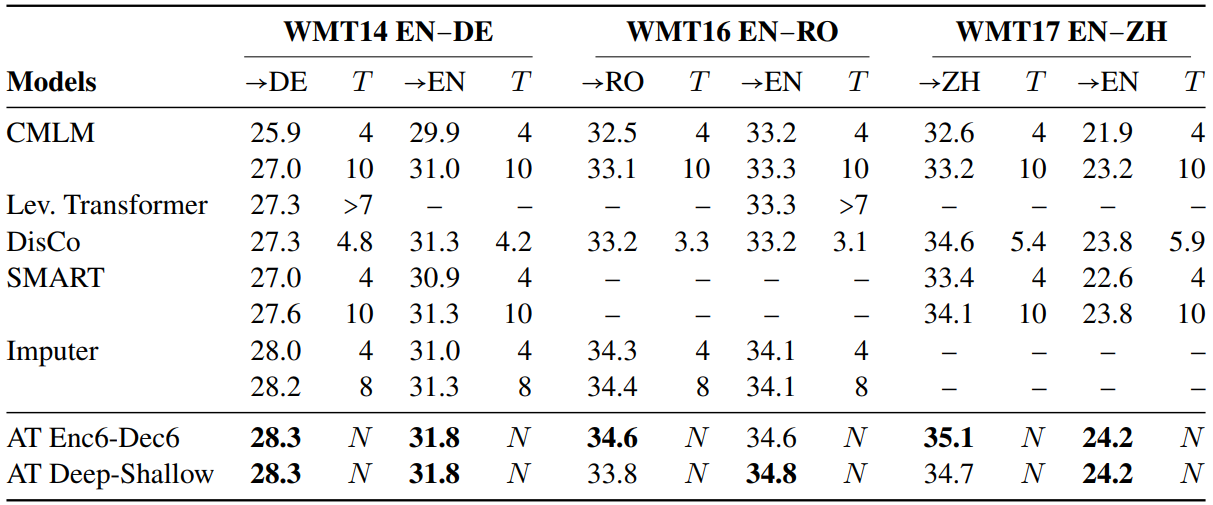 WMT14 EN–DE WMT16 EN–RO WMT17 EN–ZH
Models →DE T →EN T →RO T →EN T →ZH T →EN T
CMLM 25.9 4 29.9 4 32.5 4 33.2 4 32.6 4 21.9 4
27.0 10 31.0 10 33.1 10 33.3 10 33.2 10 23.2 10
Lev. Transformer 27.3 >7 – – – – 33.3 >7 – – – –
DisCo 27.3 4.8 31.3 4.2 33.2 3.3 33.2 3.1 34.6 5.4 23.8 5.9
SMART 27.0 4 30.9 4 – – – – 33.4 4 22.6 4
27.6 10 31.3 10 – – – – 34.1 10 23.8 10
Imputer 28.0 4 31.0 4 34.3 4 34.1 4 – – – –
28.2 8 31.3 8 34.4 8 34.1 8 – – – –
AT Enc6-Dec6 28.3 N 31.8 N 34.6 N 34.6 N 35.1 N 24.2 N
AT Deep-Shallow 28.3 N 31.8 N 33.8 N 34.8 N 34.7 N 24.2 N